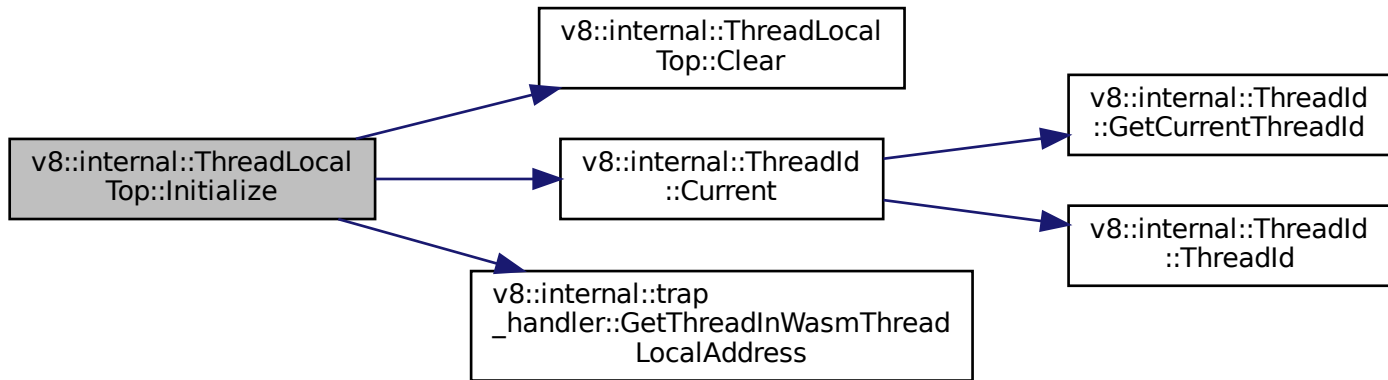 v8::internal::ThreadLocal
Top::Initialize
v8::internal::ThreadLocal
Top::Clear
v8::internal::ThreadId
::Current
v8::internal::trap
_handler::GetThreadInWasmThread
LocalAddress
v8::internal::ThreadId
::GetCurrentThreadId
v8::internal::ThreadId
::ThreadId